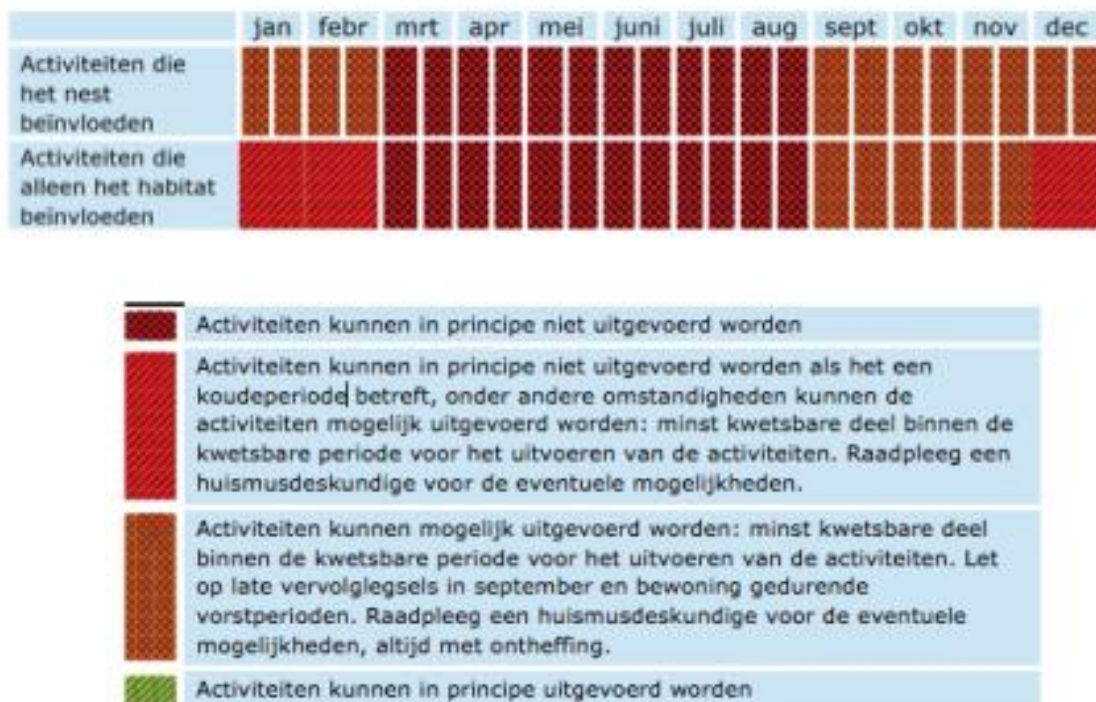 jan febr mrt apr mei juni juli aug sept okt nov dec
Activiteiten die
het nest
beïnvloeden
Activiteiten die
alleen het habitat
beïnvloeden
Activiteiten kunnen in principe niet uitgevoerd worden
Activiteiten kunnen in principe niet uitgevoerd worden als het een
koudeperiode betreft, onder andere omstandigheden kunnen de
activiteiten mogelijk uitgevoerd worden: minst kwetsbare deel binnen de
kwetsbare periode voor het uitvoeren van de activiteiten. Raadpleeg een
huismusdeskundige voor de eventuele mogelijkheden.
Activiteiten kunnen mogelijk uitgevoerd worden: minst kwetsbare deel
binnen de kwetsbare periode voor het uitvoeren van de activiteiten. Let
op late vervolglegsels in september en bewoning gedurende
vorstperioden. Raadpleeg een huismusdeskundige voor de eventuele
mogelijkheden, altijd met ontheffing.
Activiteiten kunnen in principe uitgevoerd worden